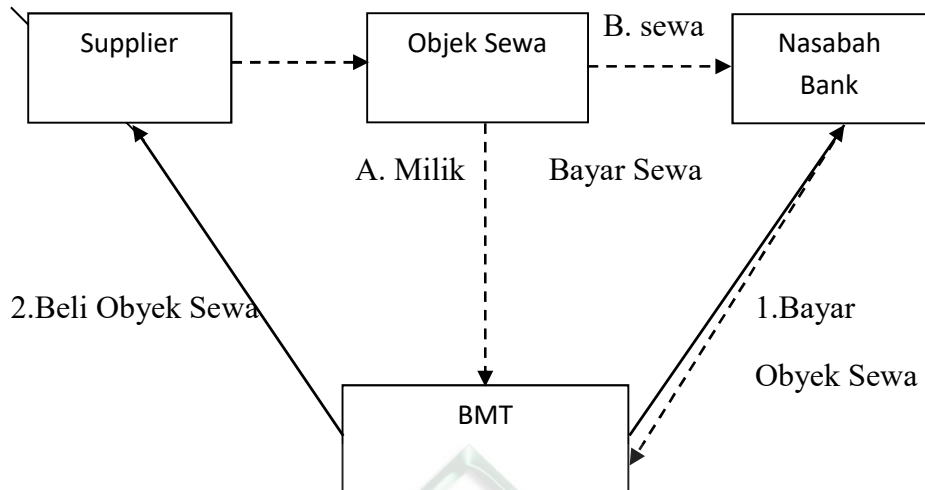 Supplier
Objek Sewa
B. sewa
Nasabah
Bank
A. Milik
Bayar Sewa
2.Beli Obyek Sewa
1.Bayar
Obyek Sewa
BMT